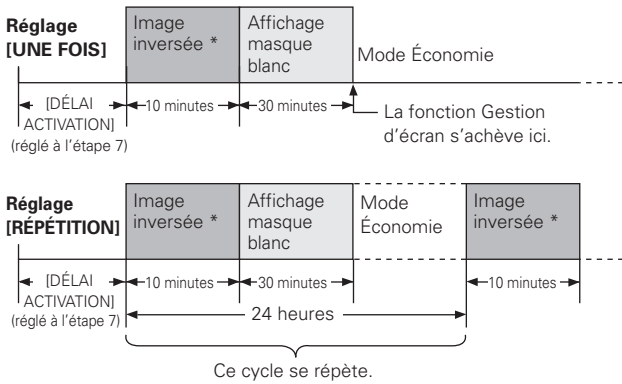 Réglage
[UNE FOIS]
Image
inversée *
Affichage
masque
blanc
Mode Économie
[DÉLAI
ACTIVATION]
(réglé à l'étape 7)
10 minutes
30 minutes
La fonction Gestion
d'écran s'achève ici.
Réglage
[RÉPÉTITION]
Image
inversée *
Affichage
masque
blanc
Mode
Économie
Image
inversée *
[DÉLAI
ACTIVATION]
(réglé à l'étape 7)
10 minutes
30 minutes
10 minutes
24 heures
Ce cycle se répète.